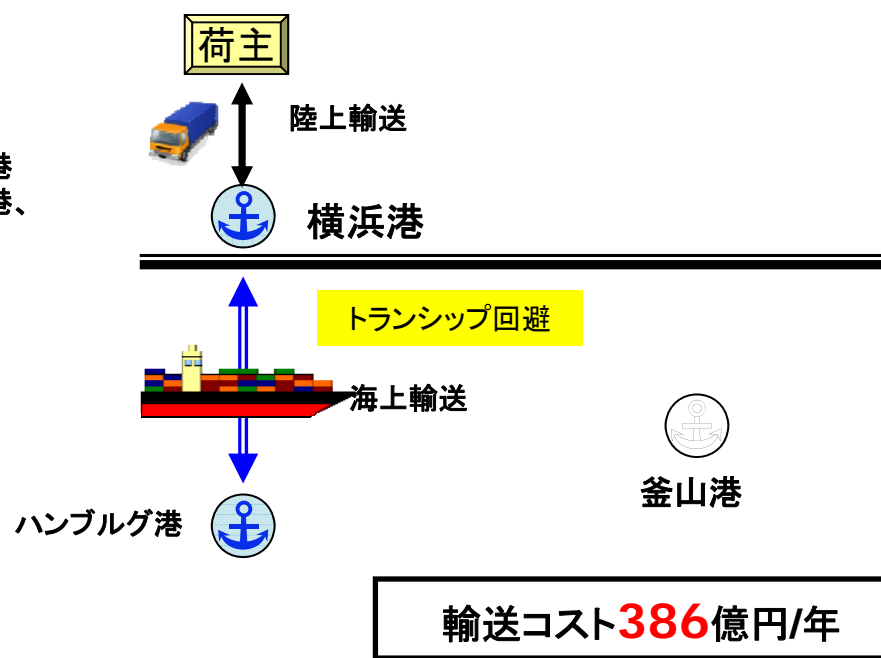 荷主
陸上輸送
港
港、
横浜港
トランシップ回避
海上輸送
釜山港
ハンブルグ港
輸送コスト386億円/年